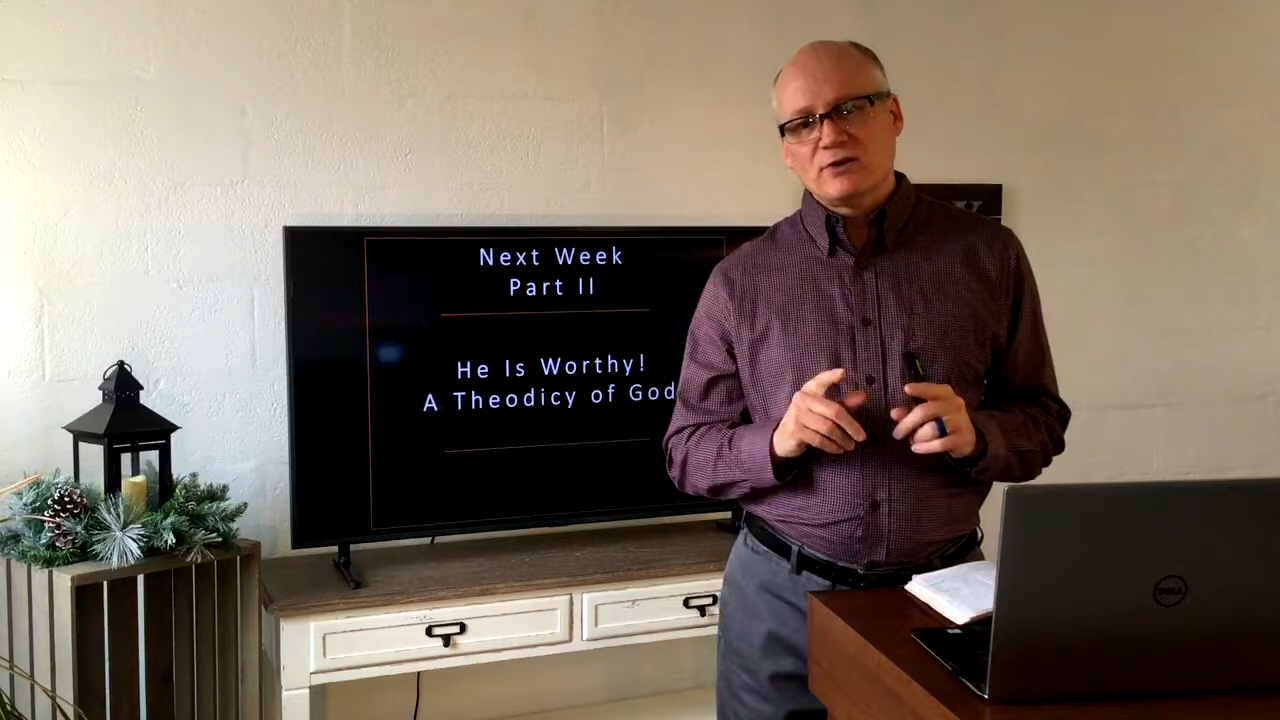 Next Week
Part II
He Is Worthy!
A Theodicy of God
DELL